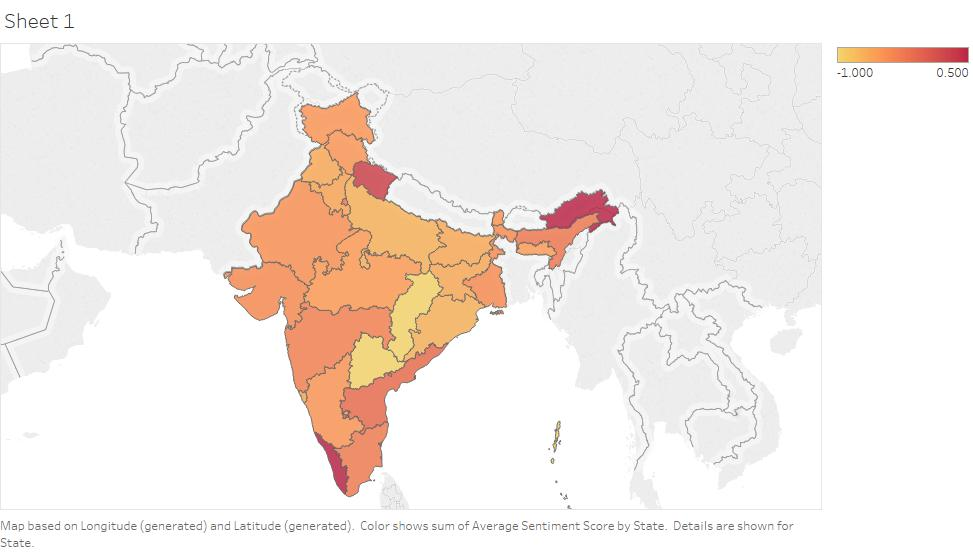 Sheet 1
-1.000 0.500
Map based on Longitude (generated) and Latitude (generated).  Color shows sum of Average Sentiment Score by State.  Details are shown for
State.